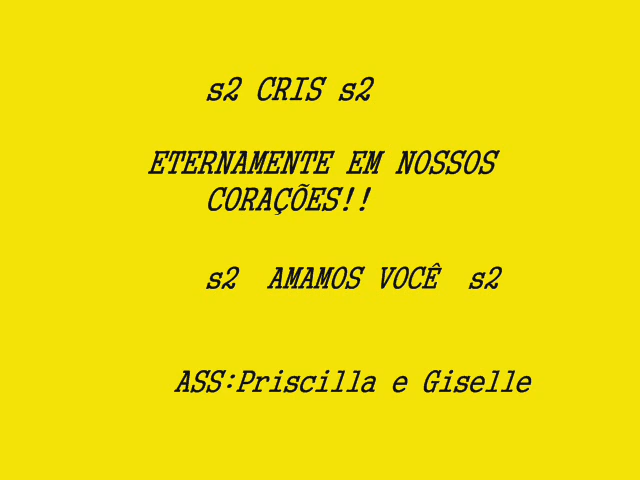 s2 CRIS s2
ETERNAMENTE EM NOSSOS
CORAÇÕES!!
s2 AMAMOS VOCÊ s2
ASS:Priscilla e Giselle